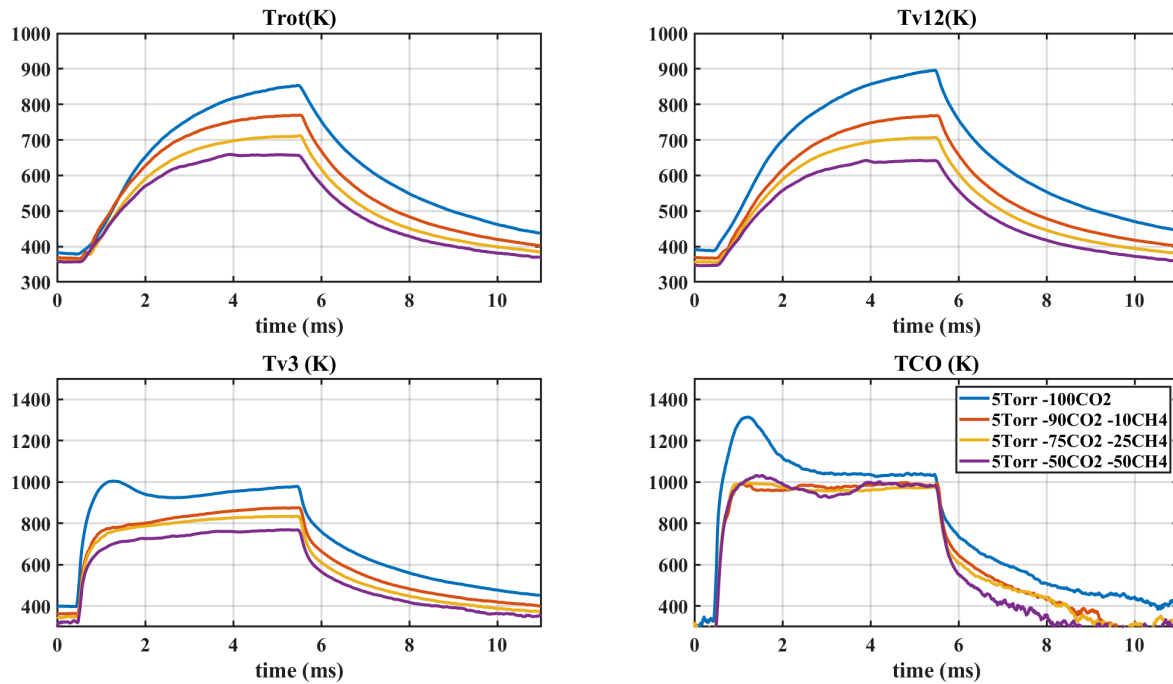 Trot(K)
1000
900
800
700
600
500
400
300
0 2 4 6 8 10
time (ms)
Tv12(K)
1000
900
800
700
600
500
400
300
0 2 4 6 8 10
time (ms)
Tv3 (K)
1400
1200
1000
800
600
400
0 2 4 6 8 10
time (ms)
TCO (K)
1400
1200
1000
800
600
400
0 2 4 6 8 10
time (ms)
5Torr -100CO2
5Torr -90CO2 -10CH4
5Torr -75CO2 -25CH4
5Torr -50CO2 -50CH4